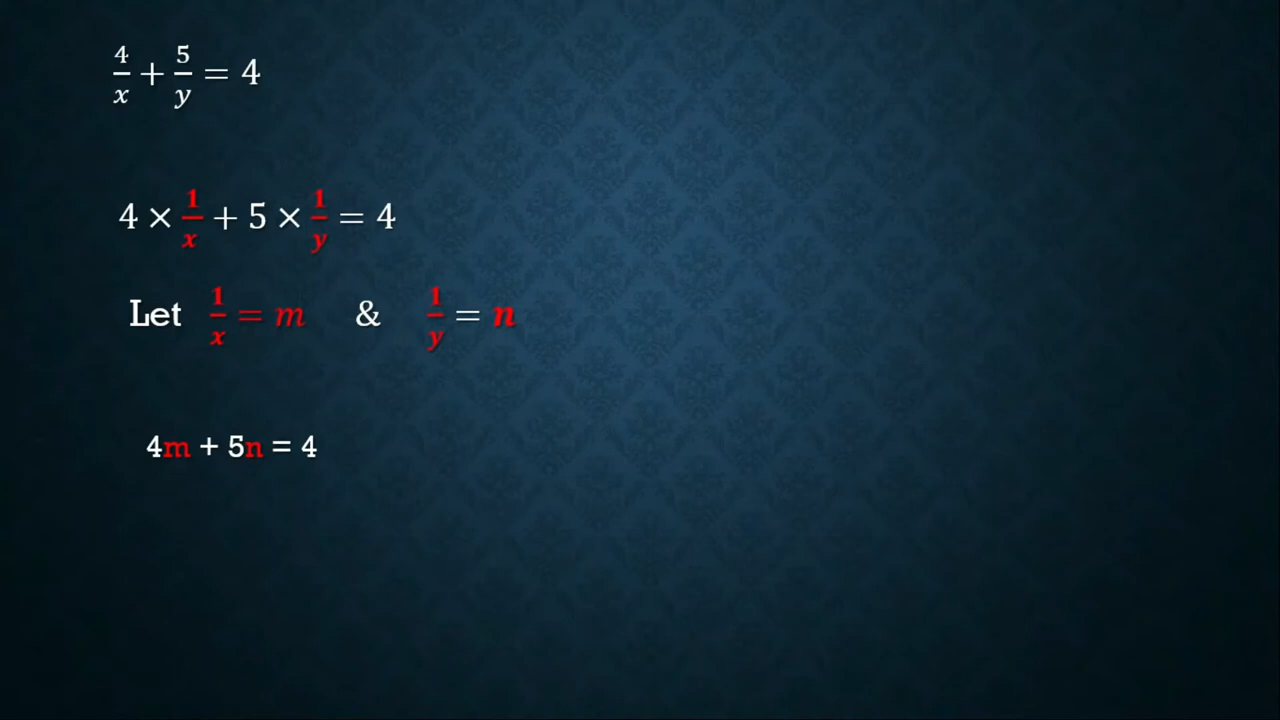 4/x + 5/y = 4
4 × 1/x + 5 × 1/y = 4
Let 1/x = m & 1/y = n
4m + 5n = 4